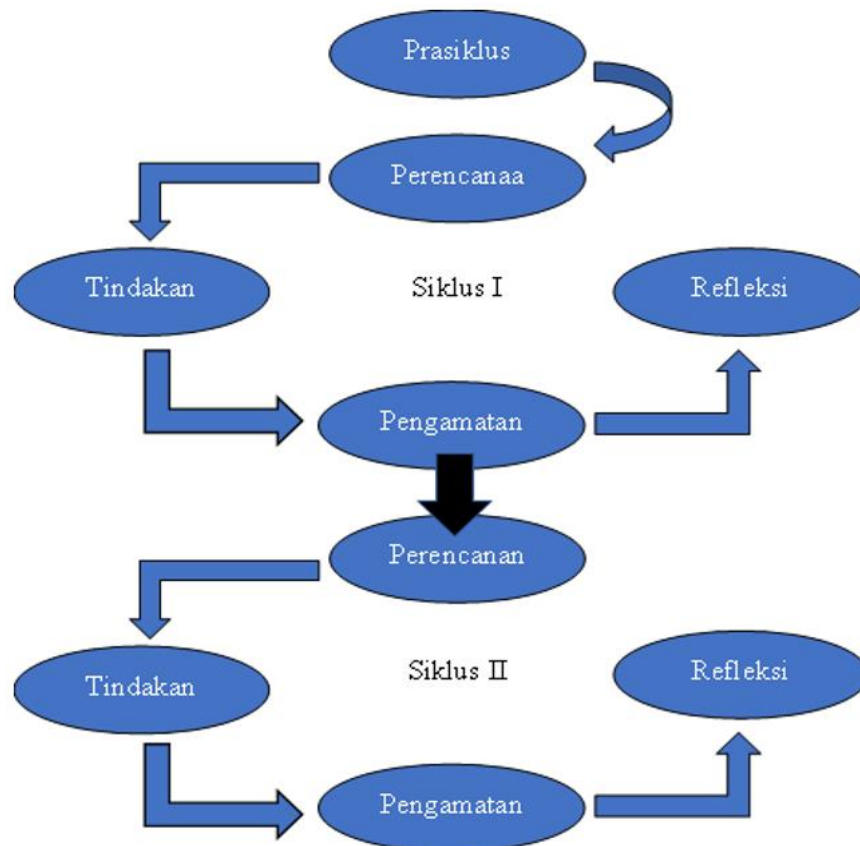 Prasiklus
Perencanaa
Tindakan
Siklus I
Refleksi
Pengamatan
Perencanan
Tindakan
Siklus II
Refleksi
Pengamatan